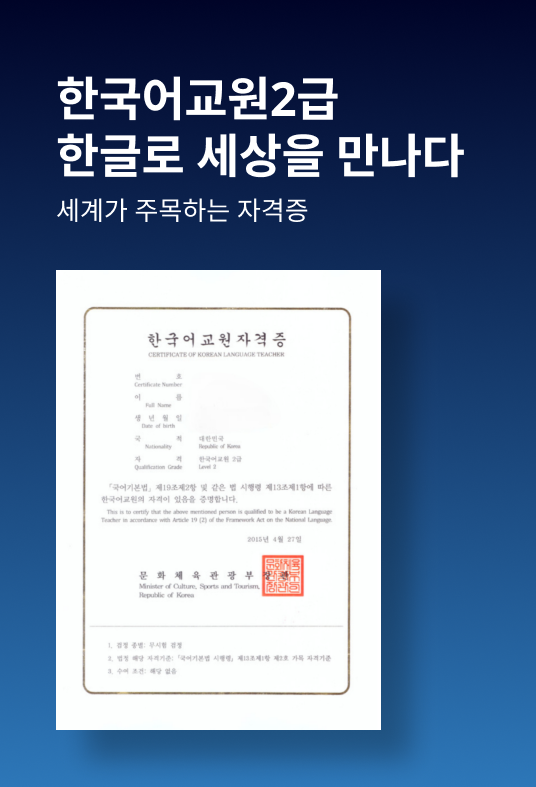 한국어교원2급
한글로 세상을 만나다
세계가 주목하는 자격증
한국어교원자격증
CERTIFICATE OF KOREAN LANGUAGE TEACHER
번 호
Certificate Number
이 름
Full Name
생 년 월 일
Date of birth
국 적 대한민국
Nationality Republic of Korea
자 격 한국어교원 2급
Qualification Grade Level 2
「국어기본법」 제19조제2항 및 같은 법 시행령 제13조제1항에 따른
한국어교원의 자격이 있음을 증명합니다.
This is to certify that the above mentioned person is qualified to be a Korean Language
Teacher in accordance with Article 19 (2) of the Framework Act on the National Language.
2015년 4월 27일
문 화 체 육 관 광 부 장 관
Minister of Culture, Sports and Tourism,
Republic of Korea
1. 검정 종별: 무시험 검정
2. 법정 해당 자격기준: 「국어기본법 시행령」 제13조제1항 제2호 가목 자격기준
3. 수여 조건: 해당 없음